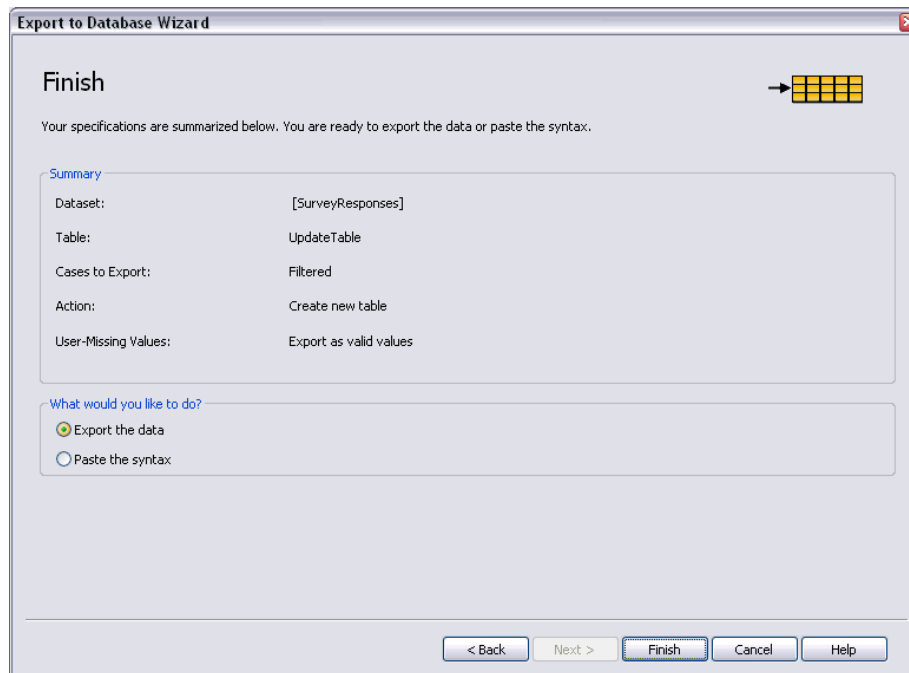 Export to Database Wizard
Finish
Your specifications are summarized below. You are ready to export the data or paste the syntax.
Summary
Dataset: [SurveyResponses]
Table: UpdateTable
Cases to Export: Filtered
Action: Create new table
User-Missing Values: Export as valid values
What would you like to do?
Export the data
Paste the syntax
< Back Next > Finish Cancel Help